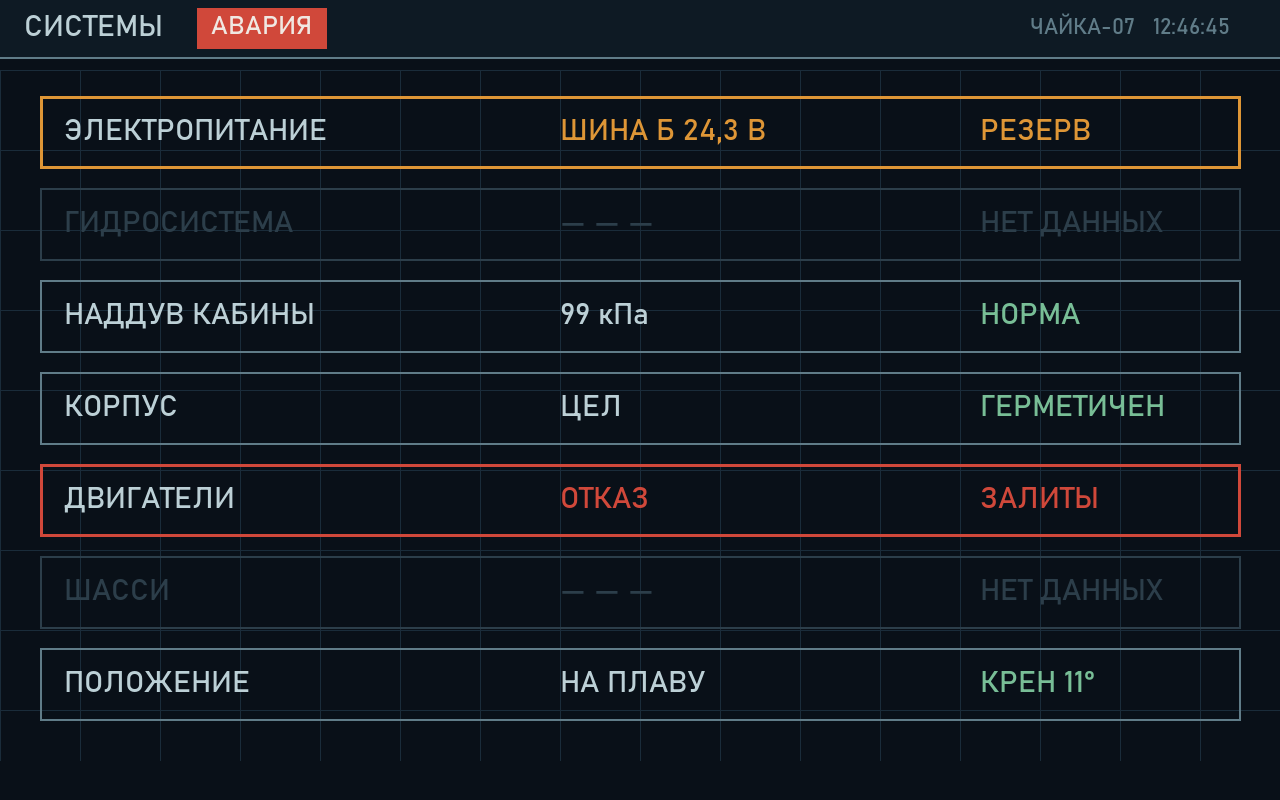 СИСТЕМЫ АВАРИЯ ЧАЙКА-07 12:46:45
ЭЛЕКТРОПИТАНИЕ ШИНА Б 24,3 В РЕЗЕРВ
ГИДРОСИСТЕМА — — — НЕТ ДАННЫХ
НАДДУВ КАБИНЫ 99 кПа НОРМА
КОРПУС ЦЕЛ ГЕРМЕТИЧЕН
ДВИГАТЕЛИ ОТКАЗ ЗАЛИТЫ
ШАССИ — — — НЕТ ДАННЫХ
ПОЛОЖЕНИЕ НА ПЛАВУ КРЕН 11°